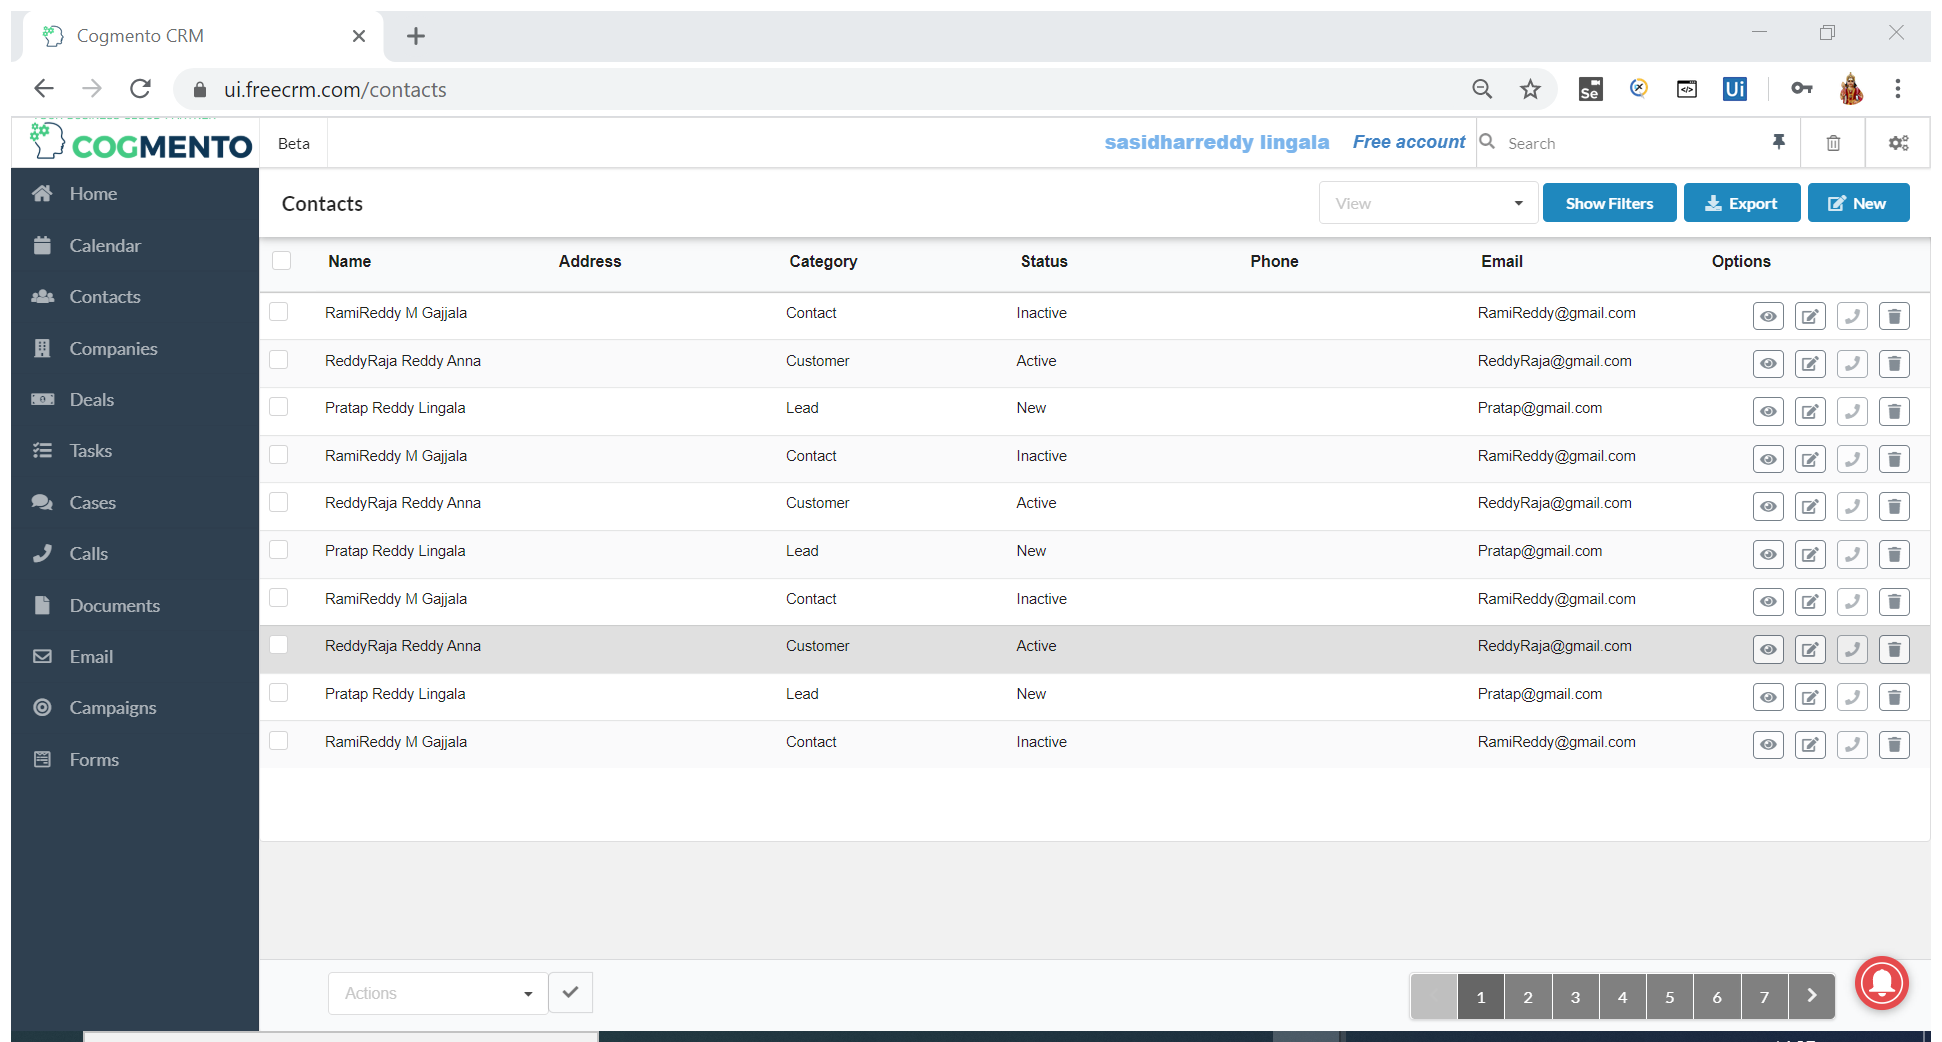 Cogmento CRM
ui.freecrm.com/contacts
Se
Ui
COGMENTO
Beta
sasidharreddy lingala
Free account
Search
Home
Calendar
Contacts
Companies
Deals
Tasks
Cases
Calls
Documents
Email
Campaigns
Forms
Contacts
View
Show Filters
Export
New
Name Address Category Status Phone Email Options
RamiReddy M Gajjala Contact Inactive RamiReddy@gmail.com
ReddyRaja Reddy Anna Customer Active ReddyRaja@gmail.com
Pratap Reddy Lingala Lead New Pratap@gmail.com
RamiReddy M Gajjala Contact Inactive RamiReddy@gmail.com
ReddyRaja Reddy Anna Customer Active ReddyRaja@gmail.com
Pratap Reddy Lingala Lead New Pratap@gmail.com
RamiReddy M Gajjala Contact Inactive RamiReddy@gmail.com
ReddyRaja Reddy Anna Customer Active ReddyRaja@gmail.com
Pratap Reddy Lingala Lead New Pratap@gmail.com
RamiReddy M Gajjala Contact Inactive RamiReddy@gmail.com
Actions
1 2 3 4 5 6 7